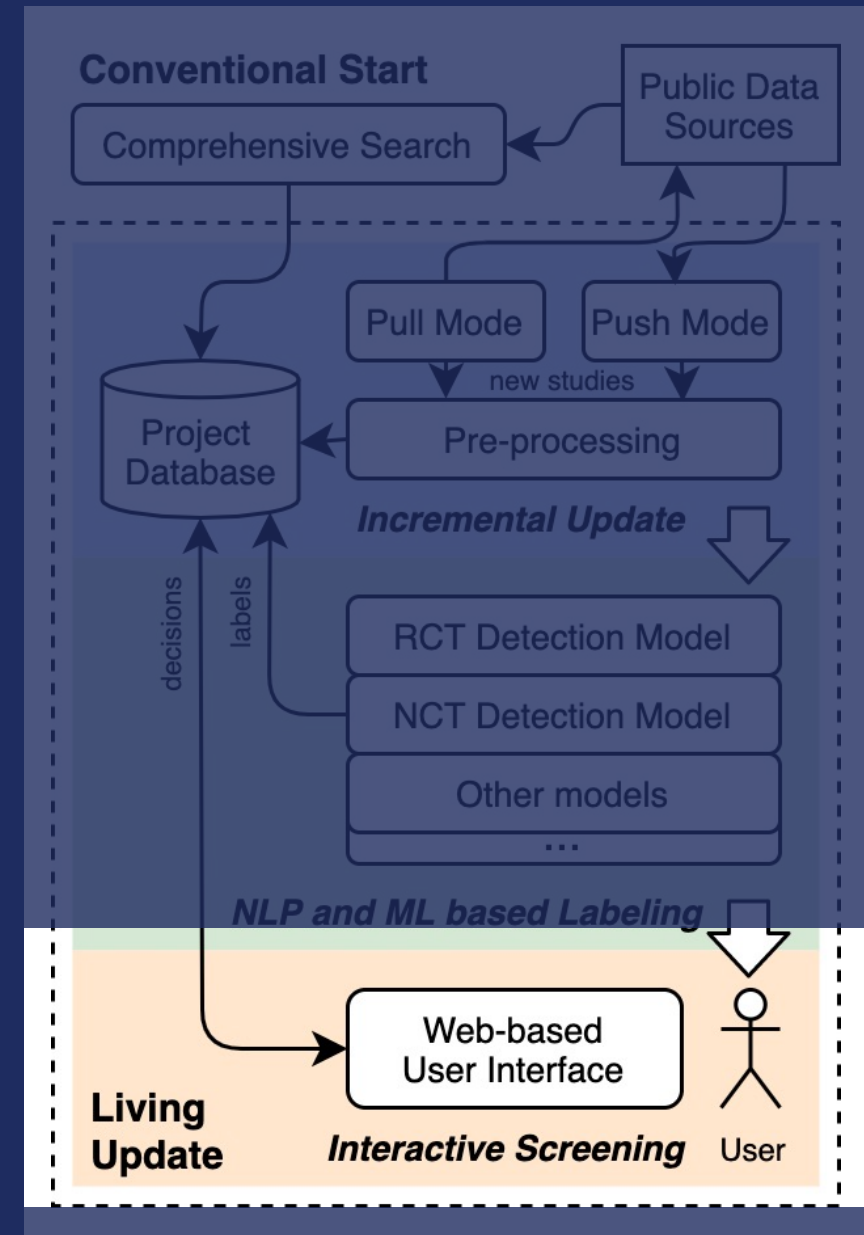 Conventional Start
Public Data
Sources
Comprehensive Search
Pull Mode
Push Mode
new studies
Project
Database
Pre-processing
Incremental Update
decisions
labels
RCT Detection Model
NCT Detection Model
Other models
...
NLP and ML based Labeling
Web-based
User Interface
Living
Update
Interactive Screening
User